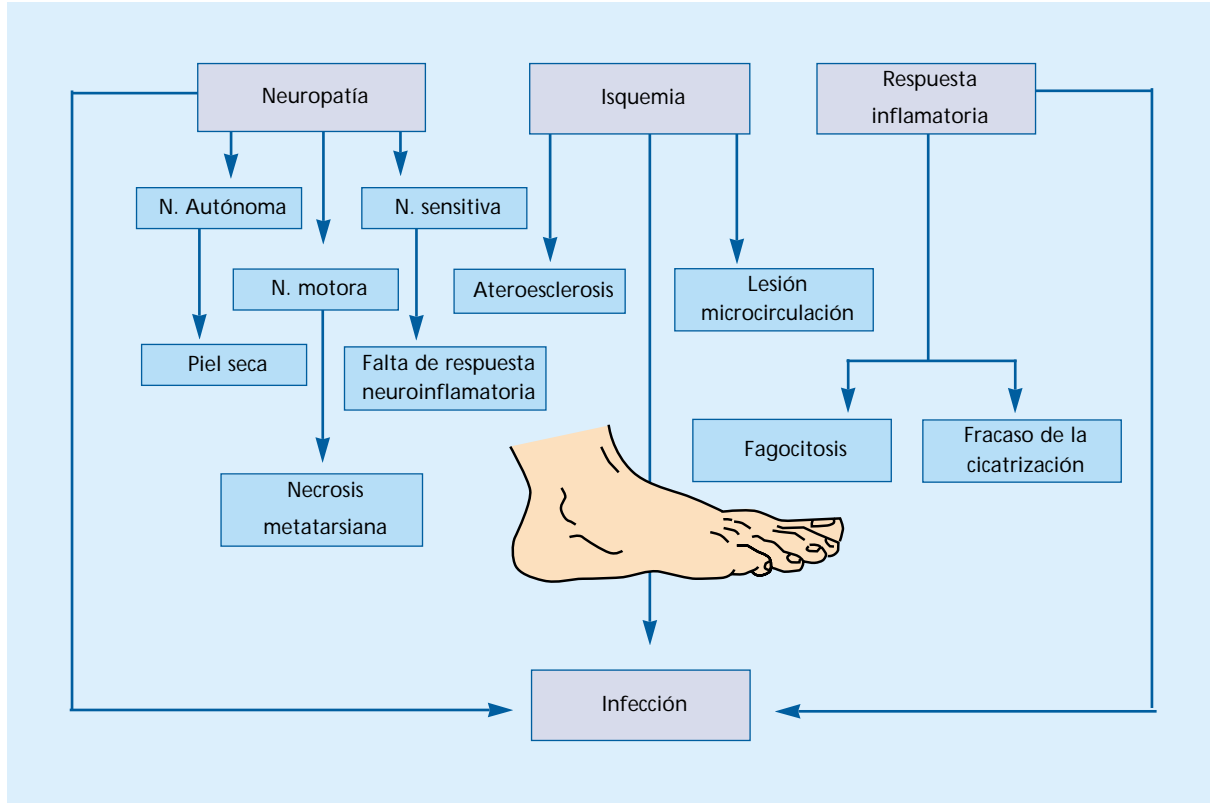 Neuropatía
Isquemia
Respuesta
inflamatoria
N. Autónoma
N. sensitiva
N. motora
Ateroesclerosis
Lesión
microcirculación
Piel seca
Falta de respuesta
neuroinflamatoria
Fagocitosis
Fracaso de la
cicatrización
Necrosis
metatarsiana
Infección